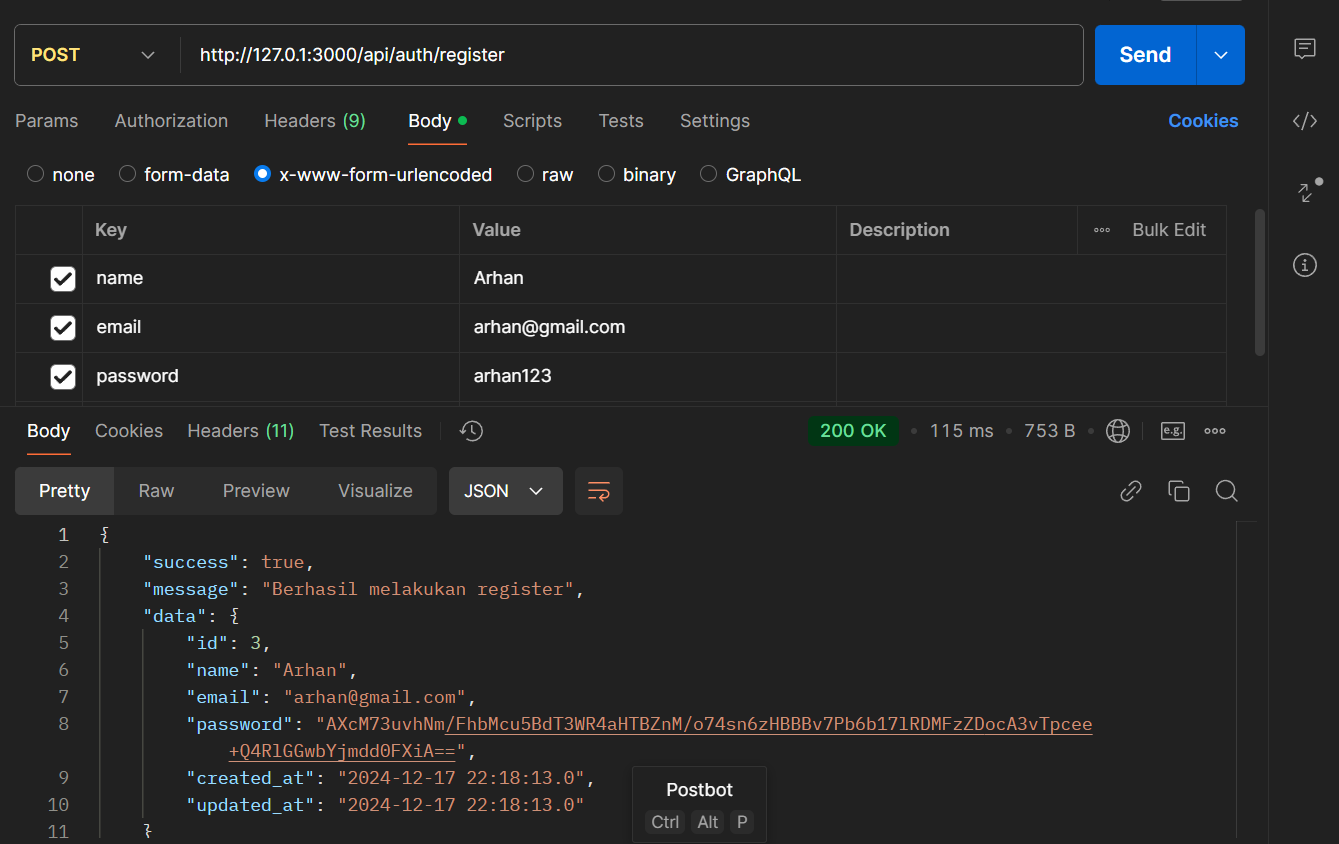 POST http://127.0.1:3000/api/auth/register Send
Params Authorization Headers (9) Body Scripts Tests Settings Cookies
none form-data x-www-form-urlencoded raw binary GraphQL
Key Value Description Bulk Edit
name Arhan
email arhan@gmail.com
password arhan123
Body Cookies Headers (11) Test Results 200 OK 115 ms 753 B e.g.
Pretty Raw Preview Visualize JSON
1 {
2 "success": true,
3 "message": "Berhasil melakukan register",
4 "data": {
5 "id": 3,
6 "name": "Arhan",
7 "email": "arhan@gmail.com",
8 "password": "AXcM73uvhNm/FhbMcu5BdT3WR4aHTBZnM/o74sn6zHBBBv7Pb6b17lRDMFzZDocA3vTpcee
+Q4RlGGwbYjmdd0FXiA==",
9 "created_at": "2024-12-17 22:18:13.0",
10 "updated_at": "2024-12-17 22:18:13.0"
11 }
Postbot
Ctrl Alt P